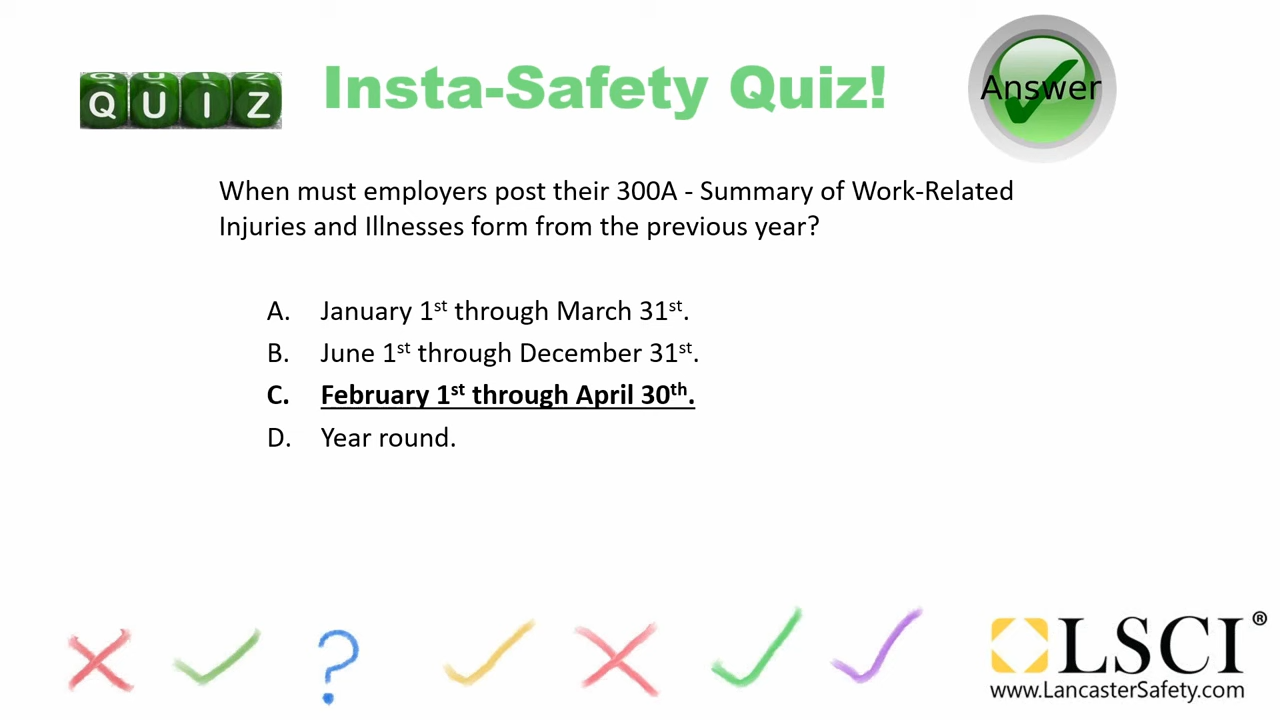 QUIZ
Insta-Safety Quiz!
Answer
When must employers post their 300A - Summary of Work-Related
Injuries and Illnesses form from the previous year?
A. January 1st through March 31st.
B. June 1st through December 31st.
C. February 1st through April 30th.
D. Year round.
?
LSCI®
www.LancasterSafety.com